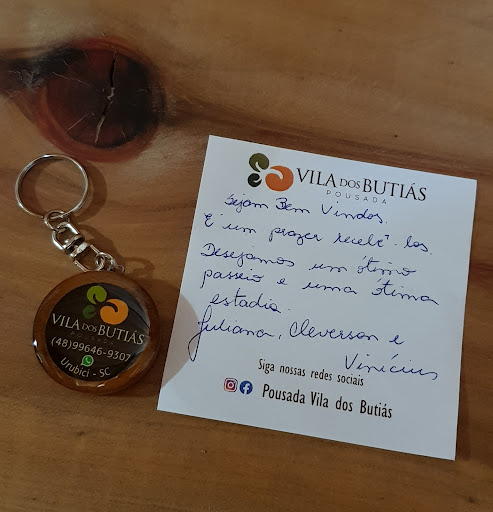 VILA DOS BUTIÁS
POUSADA
Sejam Bem Vindos.
É um prazer recebê-los.
Desejamos um ótimo
passeio e uma ótima
estadia.
Juliana, Cleverson e
Vinícius
Siga nossas redes sociais
Pousada Vila dos Butiás
VILA DOS BUTIÁS
POUSADA
(48)99646-9307
Urubici - SC